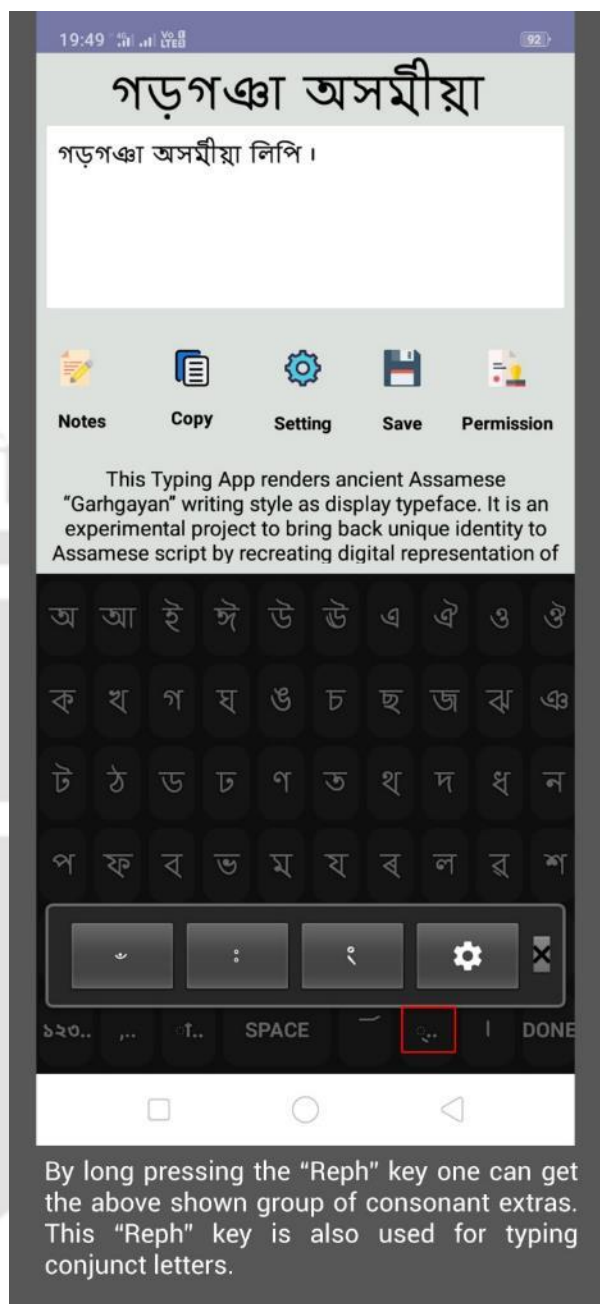 19:49
92
গড়গঞা অসমীয়া
গড়গঞা অসমীয়া লিপি ।
Notes Copy Setting Save Permission
This Typing App renders ancient Assamese
“Garhgayan” writing style as display typeface. It is an
experimental project to bring back unique identity to
Assamese script by recreating digital representation of
অ আ ই ঈ উ ঊ এ ঐ ও ঔ
ক খ গ ঘ ঙ চ ছ জ ঝ ঞ
ট ঠ ড ঢ ণ ত থ দ ধ ন
প ফ ব ভ ম য ৰ ল ৱ শ
ঁ ঃ ং
১২৩.. ,.. া.. SPACE ্.. । DONE
By long pressing the “Reph” key one can get
the above shown group of consonant extras.
This “Reph” key is also used for typing
conjunct letters.